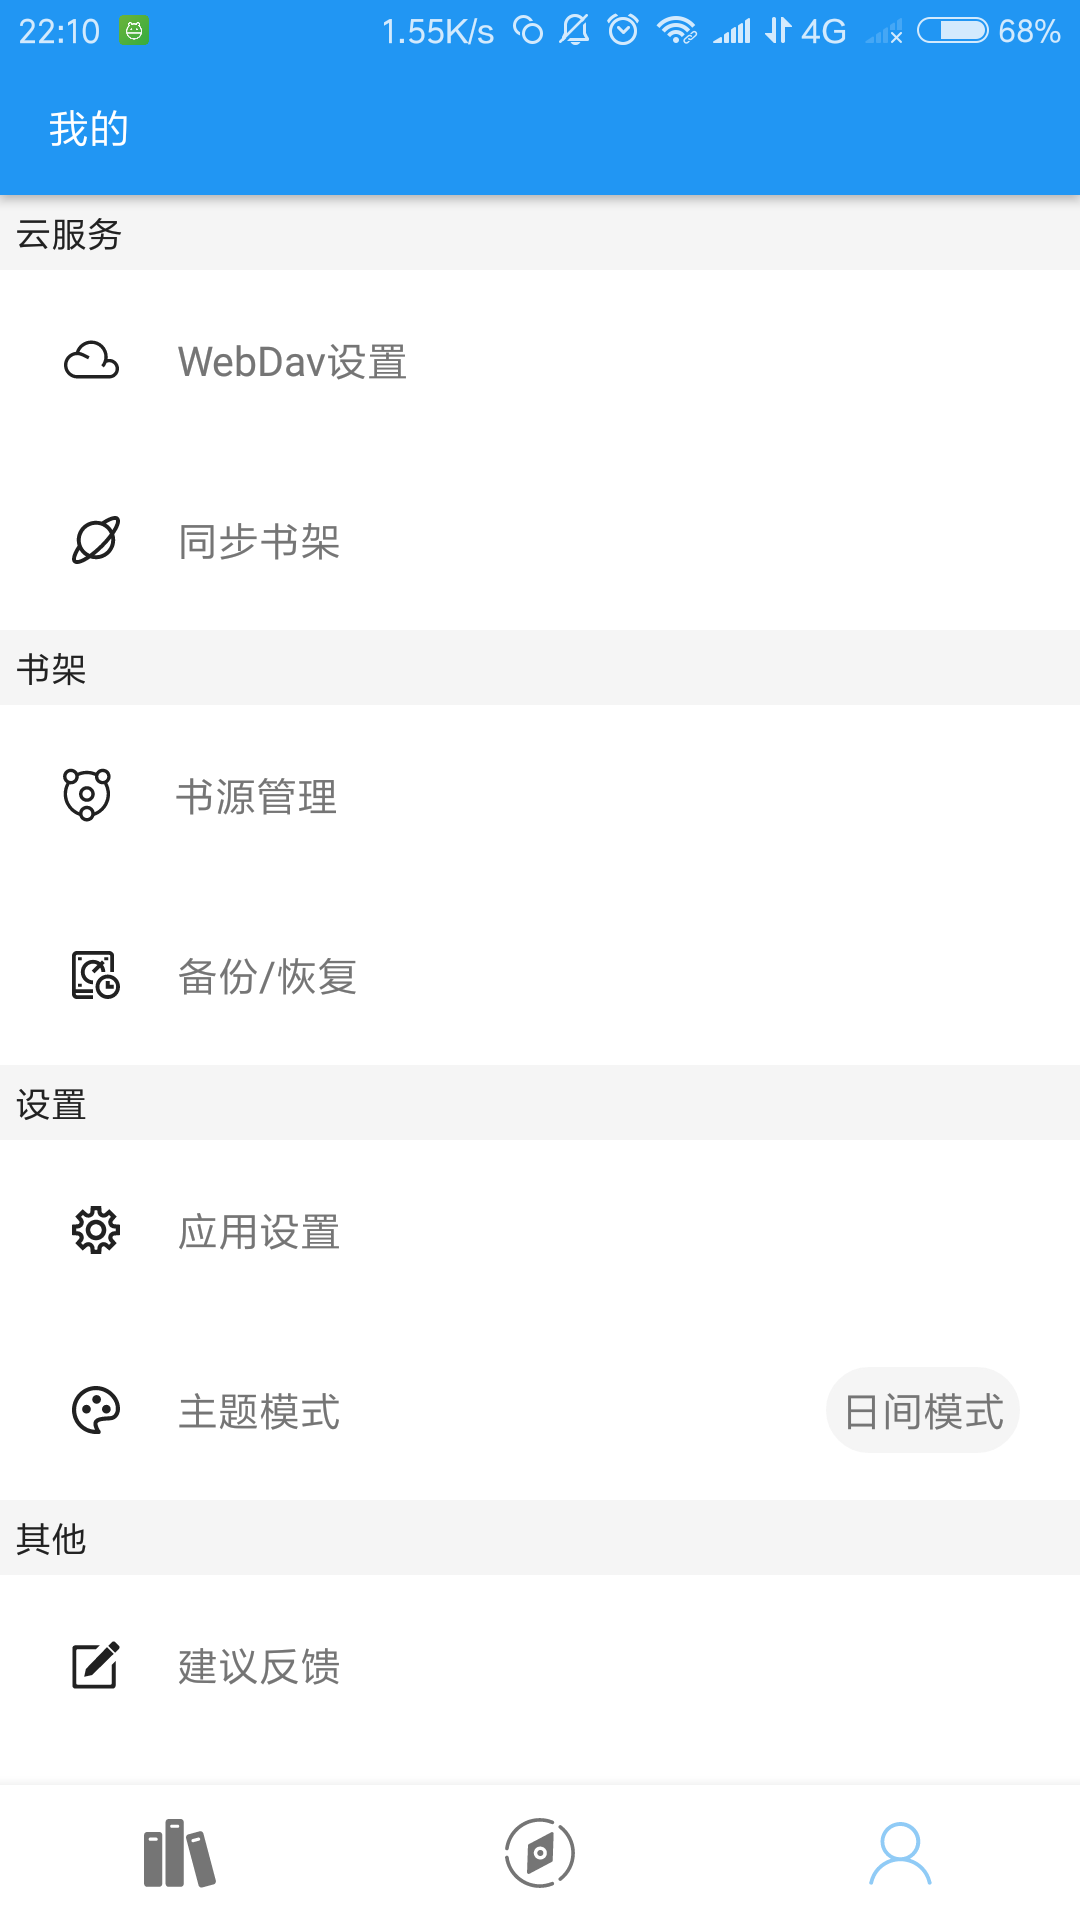 22:10 1.55K/s 4G 68%
我的
云服务
WebDav设置
同步书架
书架
书源管理
备份/恢复
设置
应用设置
主题模式 日间模式
其他
建议反馈